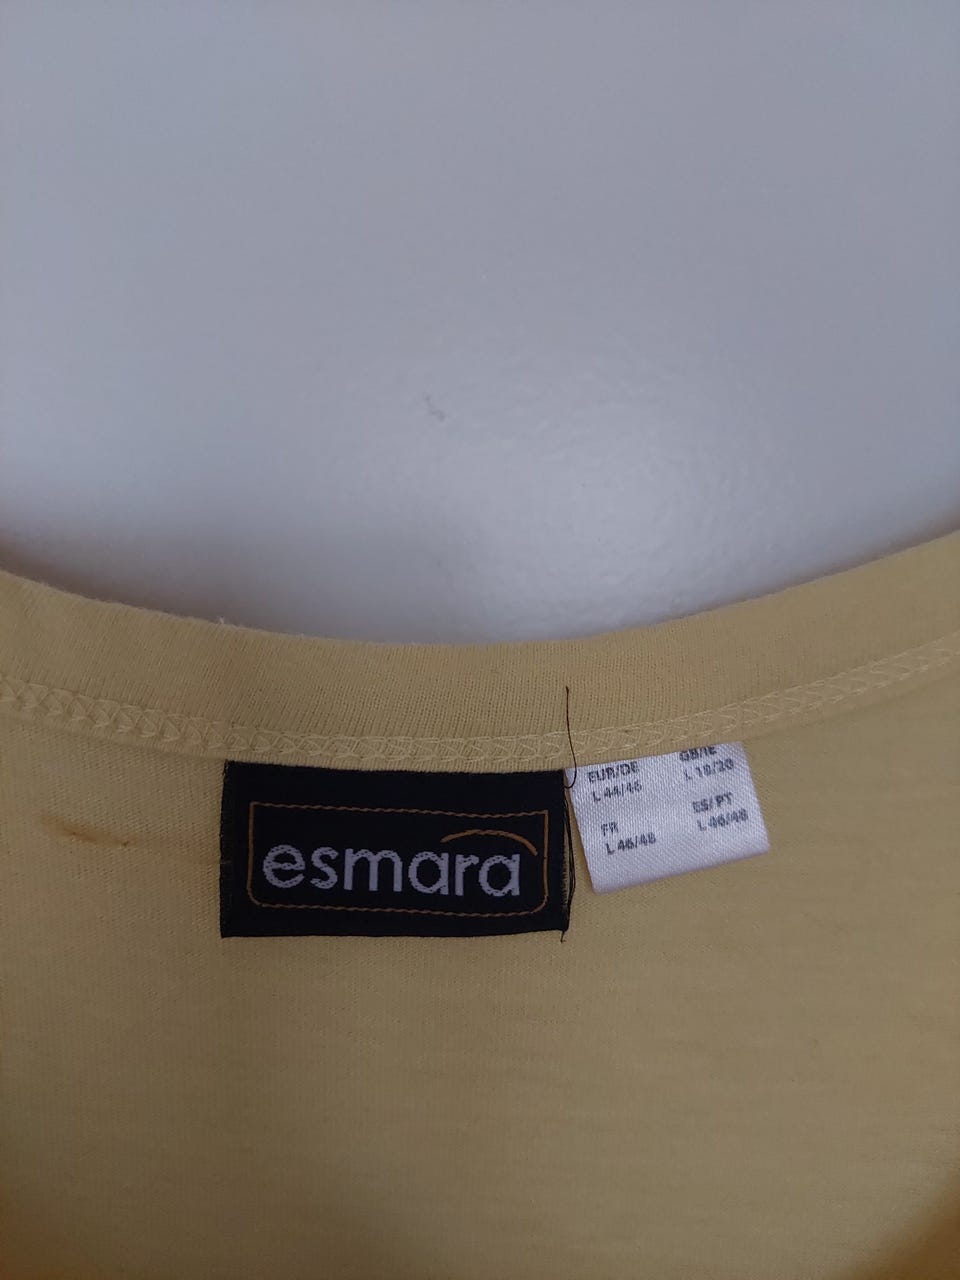 esmara
EUR/DE
L 44/46
GB/IE
L 18/20
FR
L 46/48
ES/PT
L 46/48